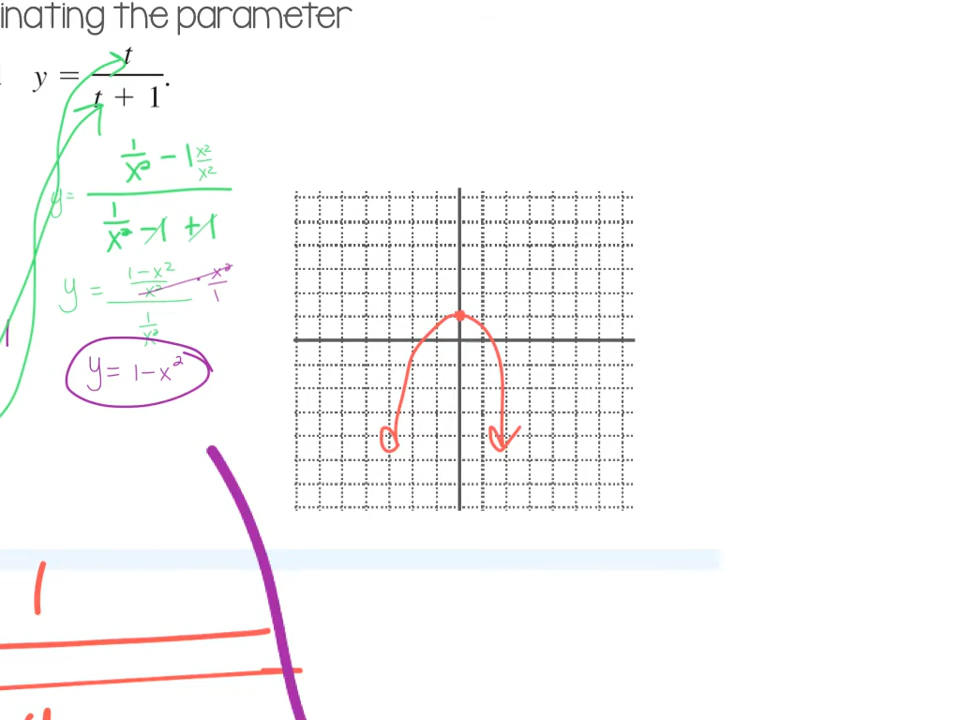 inating the parameter
y = t / t + 1.
y = 1/x² - 1 x²/x² / 1/x² - 1 + 1
y = 1-x²/x² · x²/1 / 1/x²
y = 1-x²
1